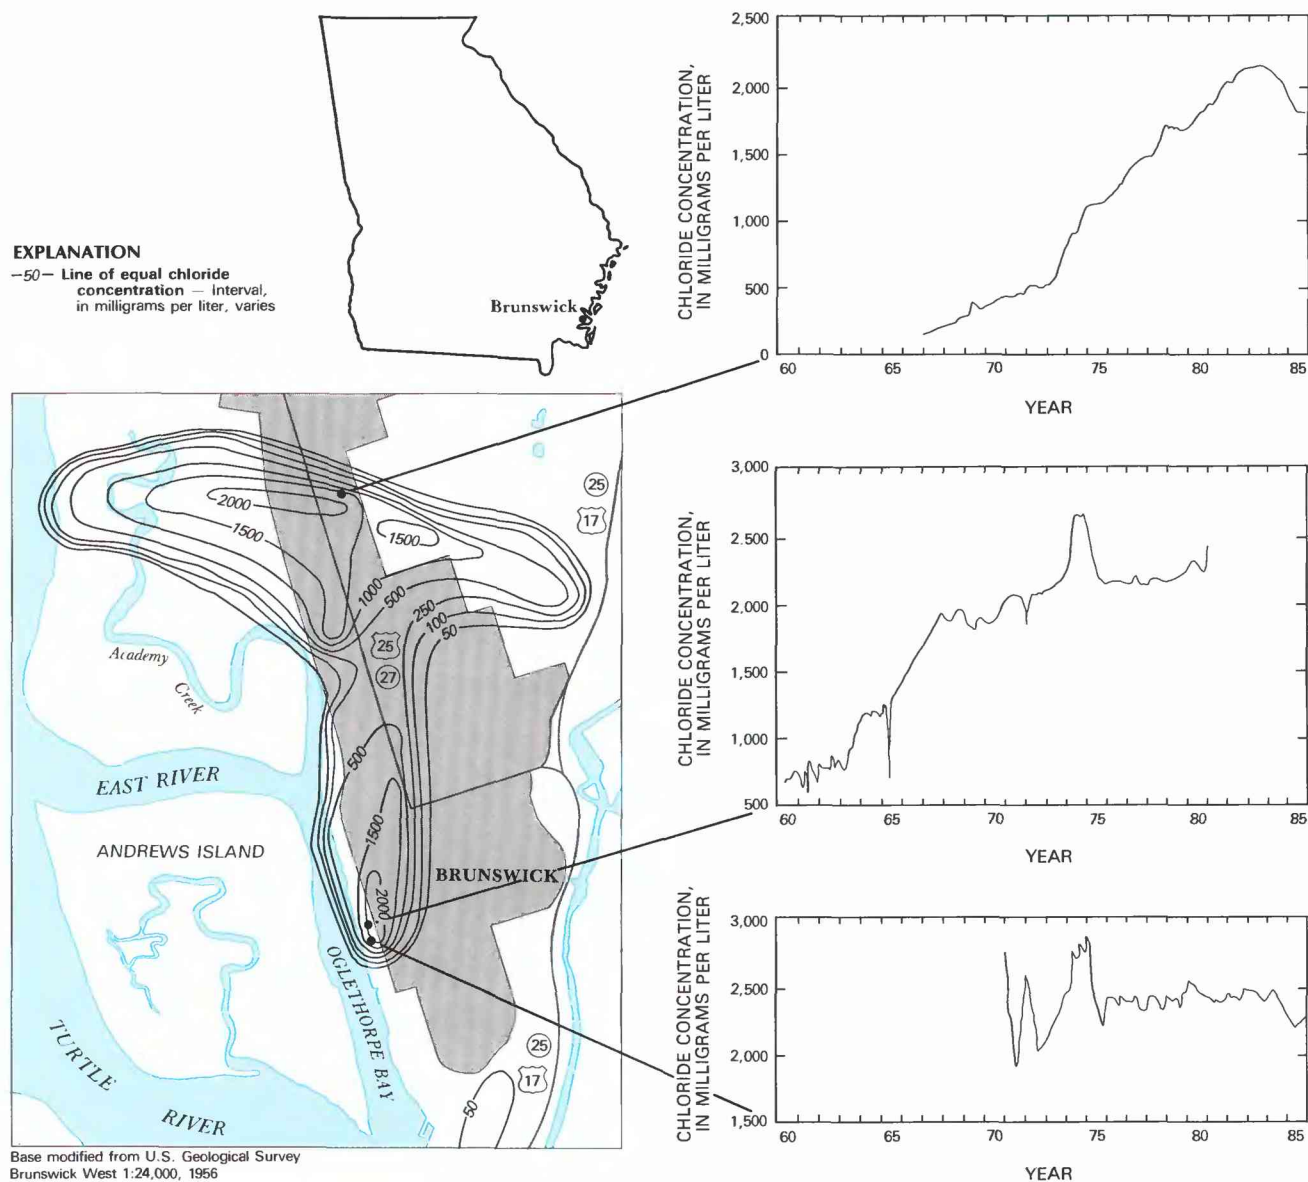 Brunswick
EXPLANATION
—50— Line of equal chloride
concentration — Interval,
in milligrams per liter, varies
2000
1500
1500
1000
500
250
100
50
25
17
25
27
Academy
Creek
500
EAST RIVER
1500
ANDREWS ISLAND
BRUNSWICK
2000
OGLETHORPE BAY
TURTLE
RIVER
25
17
50
Base modified from U.S. Geological Survey
Brunswick West 1:24,000, 1956
CHLORIDE CONCENTRATION,
IN MILLIGRAMS PER LITER
2,500
2,000
1,500
1,000
500
0
60 65 70 75 80 85
YEAR
CHLORIDE CONCENTRATION,
IN MILLIGRAMS PER LITER
3,000
2,500
2,000
1,500
1,000
500
60 65 70 75 80 85
YEAR
CHLORIDE CONCENTRATION,
IN MILLIGRAMS PER LITER
3,000
2,500
2,000
1,500
60 65 70 75 80 85
YEAR